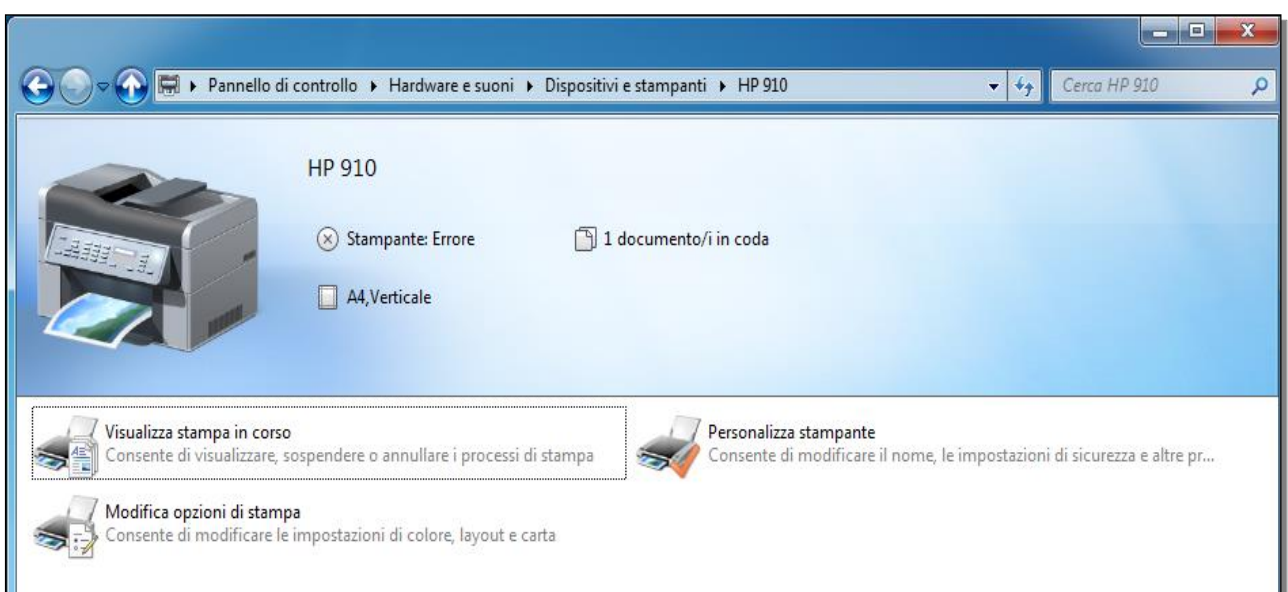 Pannello di controllo Hardware e suoni Dispositivi e stampanti HP 910 Cerca HP 910
HP 910
Stampante: Errore 1 documento/i in coda
A4,Verticale
Visualizza stampa in corso Personalizza stampante
Consente di visualizzare, sospendere o annullare i processi di stampa Consente di modificare il nome, le impostazioni di sicurezza e altre pr...
Modifica opzioni di stampa
Consente di modificare le impostazioni di colore, layout e carta